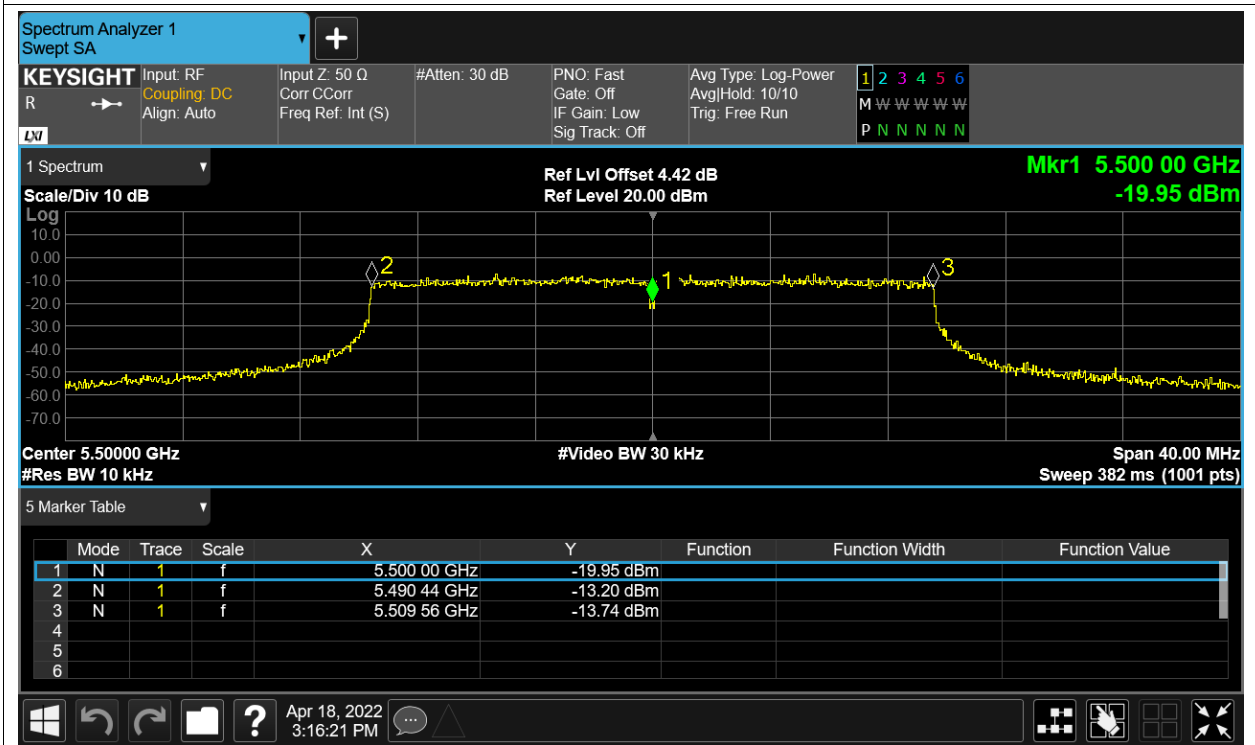 Spectrum Analyzer 1
Swept SA
KEYSIGHT Input: RF Input Z: 50 Ω #Atten: 30 dB PNO: Fast Avg Type: Log-Power 1 2 3 4 5 6
R Coupling: DC Corr CCorr Gate: Off Avg|Hold: 10/10 M W W W W W
Align: Auto Freq Ref: Int (S) IF Gain: Low Trig: Free Run
LXI Sig Track: Off P N N N N N
1 Spectrum Ref Lvl Offset 4.42 dB Mkr1 5.500 00 GHz
Scale/Div 10 dB Ref Level 20.00 dBm -19.95 dBm
Log
10.0
0.00
2 3
-10.0
1
-20.0
-30.0
-40.0
-50.0
-60.0
-70.0
Center 5.50000 GHz #Video BW 30 kHz Span 40.00 MHz
#Res BW 10 kHz Sweep 382 ms (1001 pts)
5 Marker Table
Mode Trace Scale X Y Function Function Width Function Value
1 N 1 f 5.500 00 GHz -19.95 dBm
2 N 1 f 5.490 44 GHz -13.20 dBm
3 N 1 f 5.509 56 GHz -13.74 dBm
4
5
6
? Apr 18, 2022
3:16:21 PM